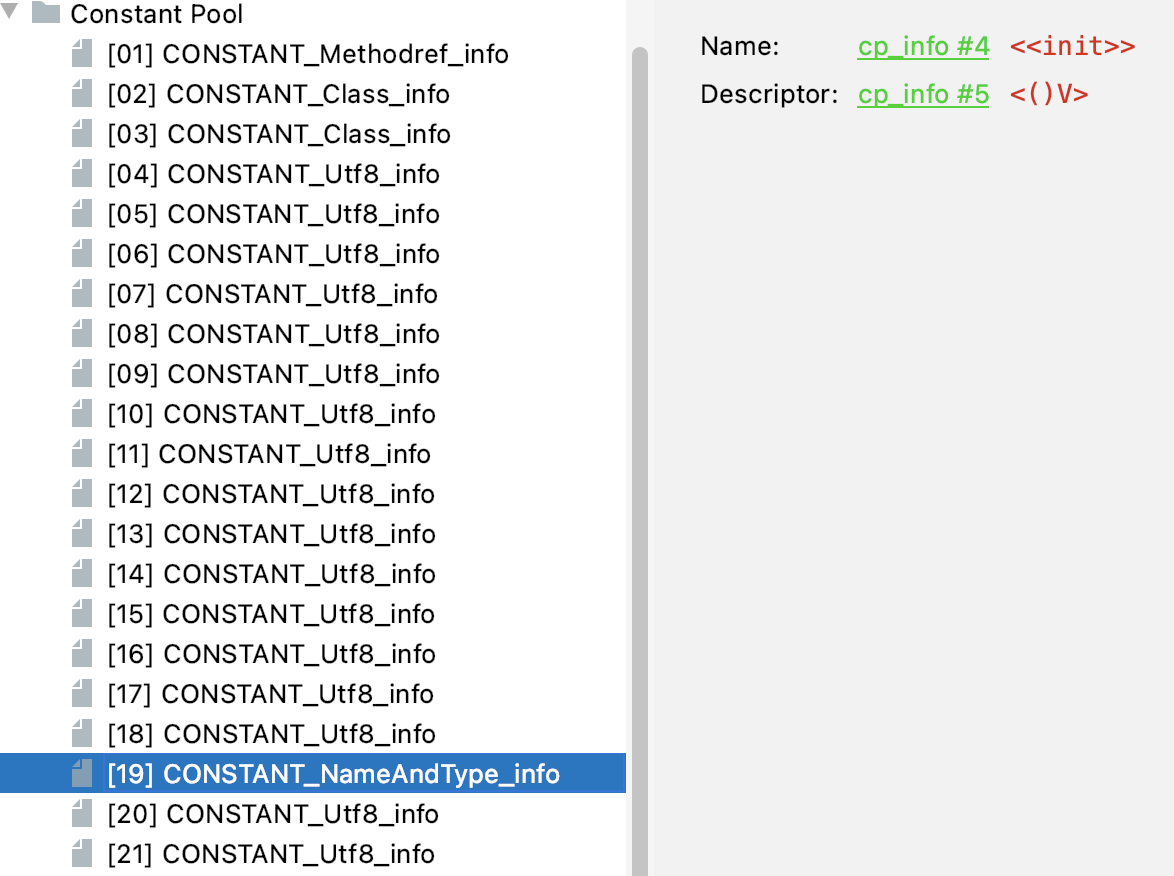 Constant Pool
[01] CONSTANT_Methodref_info
[02] CONSTANT_Class_info
[03] CONSTANT_Class_info
[04] CONSTANT_Utf8_info
[05] CONSTANT_Utf8_info
[06] CONSTANT_Utf8_info
[07] CONSTANT_Utf8_info
[08] CONSTANT_Utf8_info
[09] CONSTANT_Utf8_info
[10] CONSTANT_Utf8_info
[11] CONSTANT_Utf8_info
[12] CONSTANT_Utf8_info
[13] CONSTANT_Utf8_info
[14] CONSTANT_Utf8_info
[15] CONSTANT_Utf8_info
[16] CONSTANT_Utf8_info
[17] CONSTANT_Utf8_info
[18] CONSTANT_Utf8_info
[19] CONSTANT_NameAndType_info
[20] CONSTANT_Utf8_info
[21] CONSTANT_Utf8_info
Name: cp_info #4 <<init>>
Descriptor: cp_info #5 <()V>